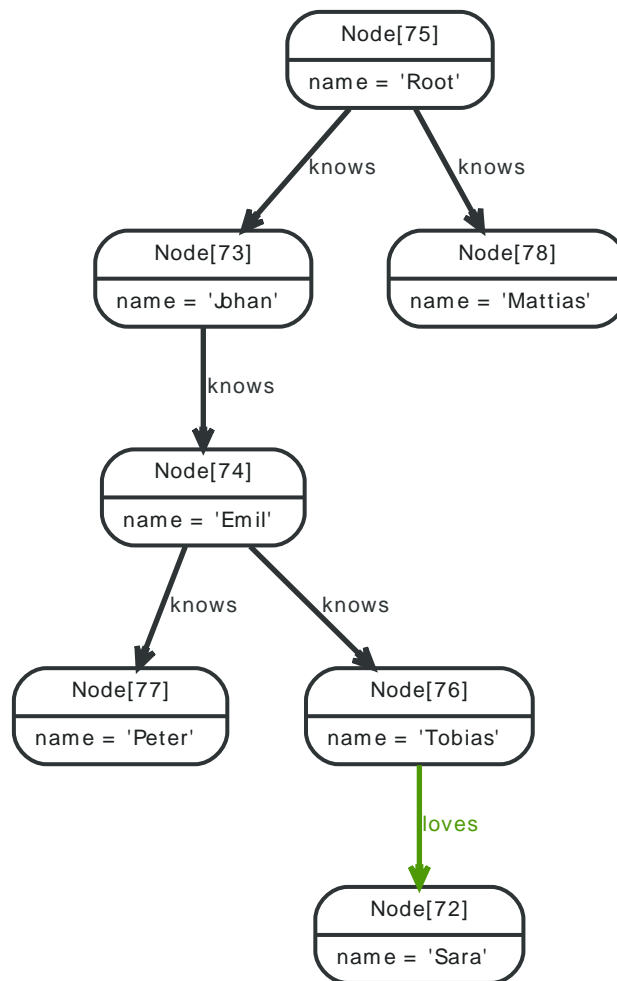 Node[75]
name = 'Root'
knows
knows
Node[73]
name = 'Johan'
Node[78]
name = 'Mattias'
knows
Node[74]
name = 'Emil'
knows
knows
Node[77]
name = 'Peter'
Node[76]
name = 'Tobias'
loves
Node[72]
name = 'Sara'